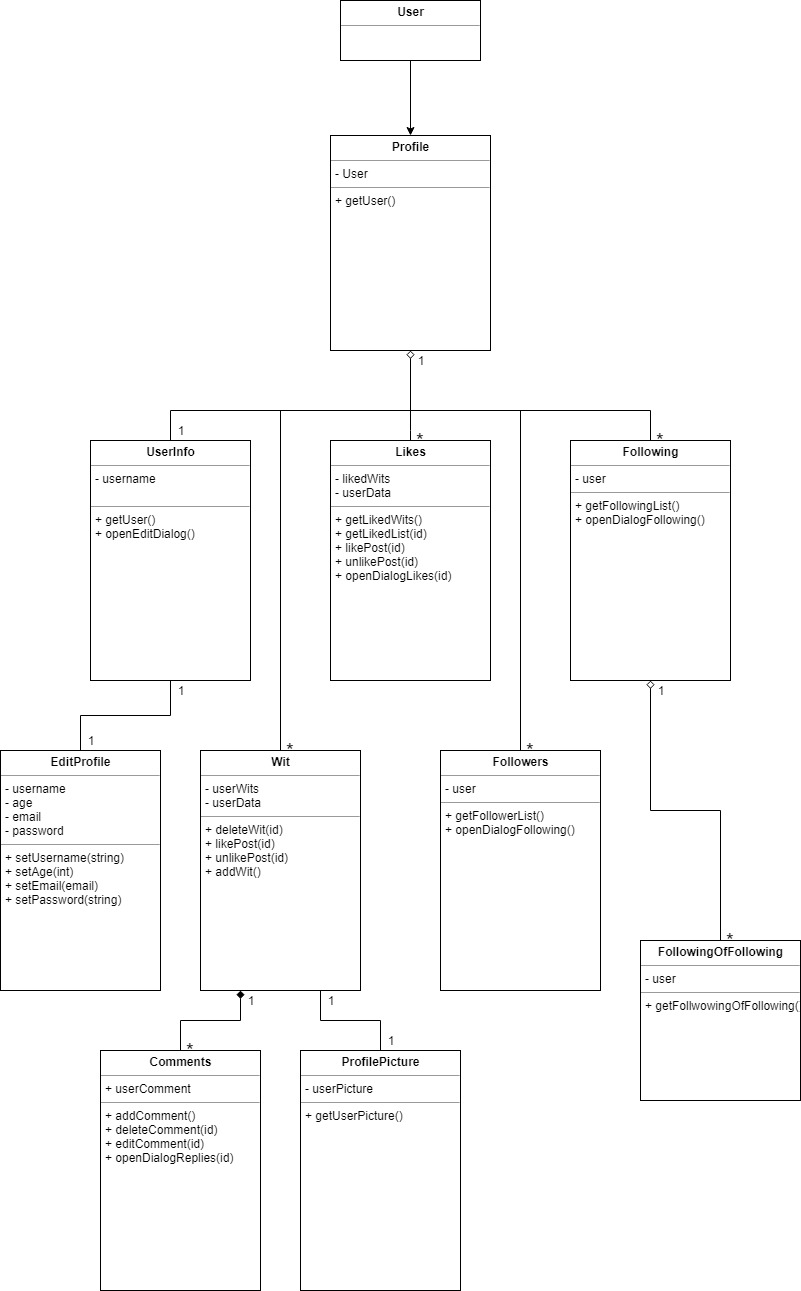 User
Profile
- User
+ getUser()
1
1
*
*
UserInfo
- username
+ getUser()
+ openEditDialog()
Likes
- likedWits
- userData
+ getLikedWits()
+ getLikedList(id)
+ likePost(id)
+ unlikePost(id)
+ openDialogLikes(id)
Following
- user
+ getFollowingList()
+ openDialogFollowing()
1
1
1
*
*
EditProfile
- username
- age
- email
- password
+ setUsername(string)
+ setAge(int)
+ setEmail(email)
+ setPassword(string)
Wit
- userWits
- userData
+ deleteWit(id)
+ likePost(id)
+ unlikePost(id)
+ addWit()
Followers
- user
+ getFollowerList()
+ openDialogFollowing()
*
FollowingOfFollowing
- user
+ getFollwowingOfFollowing(
1
1
*
1
Comments
+ userComment
+ addComment()
+ deleteComment(id)
+ editComment(id)
+ openDialogReplies(id)
ProfilePicture
- userPicture
+ getUserPicture()